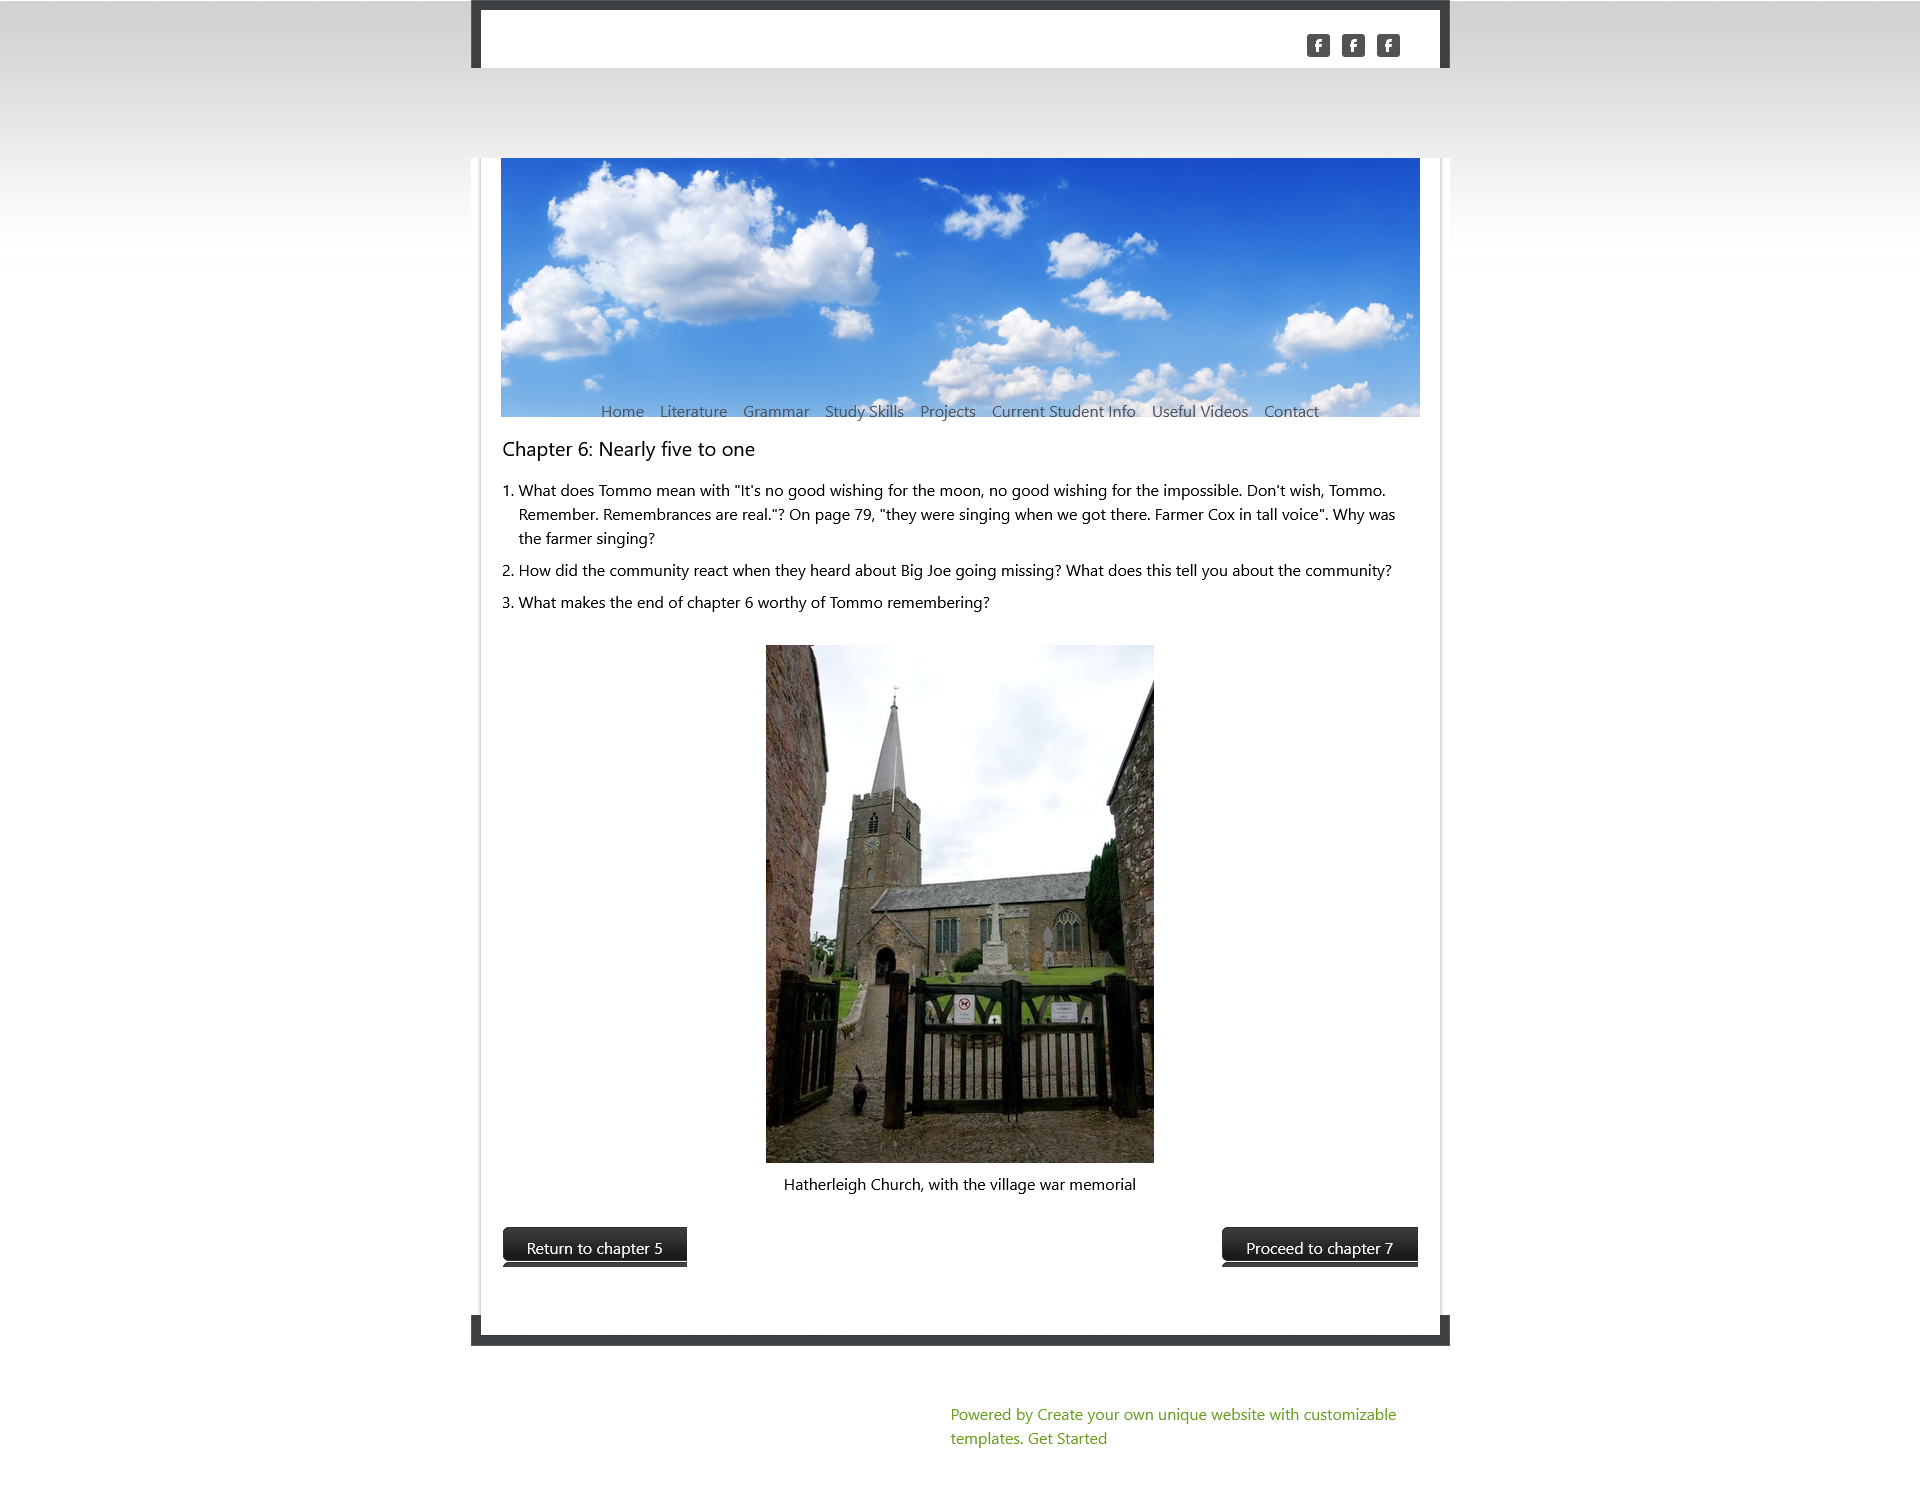 Home Literature Grammar Study Skills Projects Current Student Info Useful Videos Contact
Chapter 6: Nearly five to one
1. What does Tommo mean with "It's no good wishing for the moon, no good wishing for the impossible. Don't wish, Tommo.
Remember. Remembrances are real."? On page 79, "they were singing when we got there. Farmer Cox in tall voice". Why was
the farmer singing?
2. How did the community react when they heard about Big Joe going missing? What does this tell you about the community?
3. What makes the end of chapter 6 worthy of Tommo remembering?
Hatherleigh Church, with the village war memorial
Return to chapter 5
Proceed to chapter 7
Powered by Create your own unique website with customizable
templates. Get Started